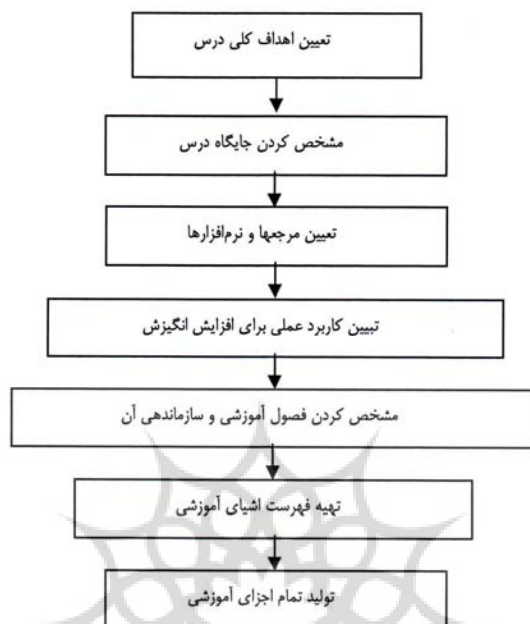 تعیین اهداف کلی درس
مشخص کردن جایگاه درس
تعیین مرجعها و نرم‌افزارها
تبیین کاربرد عملی برای افزایش انگیزش
مشخص کردن فصول آموزشی و سازماندهی آن
تهیه فهرست اشیای آموزشی
تولید تمام اجزای آموزشی